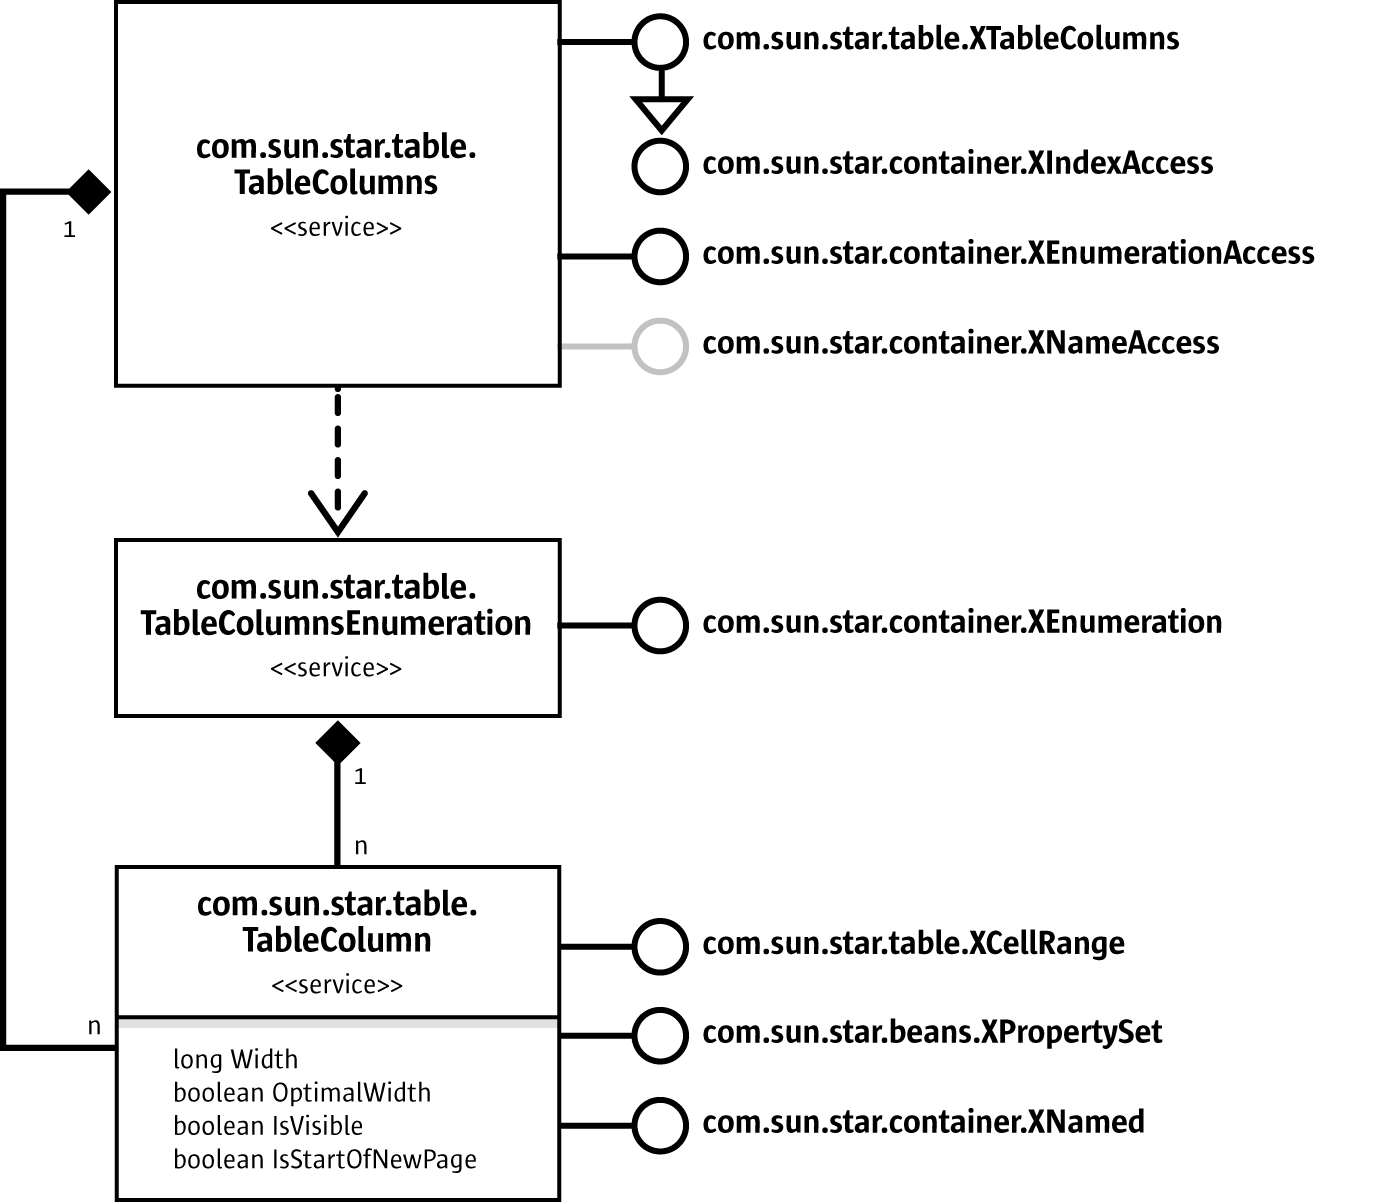 com.sun.star.table.XTableColumns
com.sun.star.table.
TableColumns
<<service>>
1
com.sun.star.container.XIndexAccess
com.sun.star.container.XEnumerationAccess
com.sun.star.container.XNameAccess
com.sun.star.table.
TableColumnsEnumeration
<<service>>
com.sun.star.container.XEnumeration
1
n
com.sun.star.table.
TableColumn
<<service>>
n
com.sun.star.table.XCellRange
com.sun.star.beans.XPropertySet
com.sun.star.container.XNamed
long Width
boolean OptimalWidth
boolean IsVisible
boolean IsStartOfNewPage